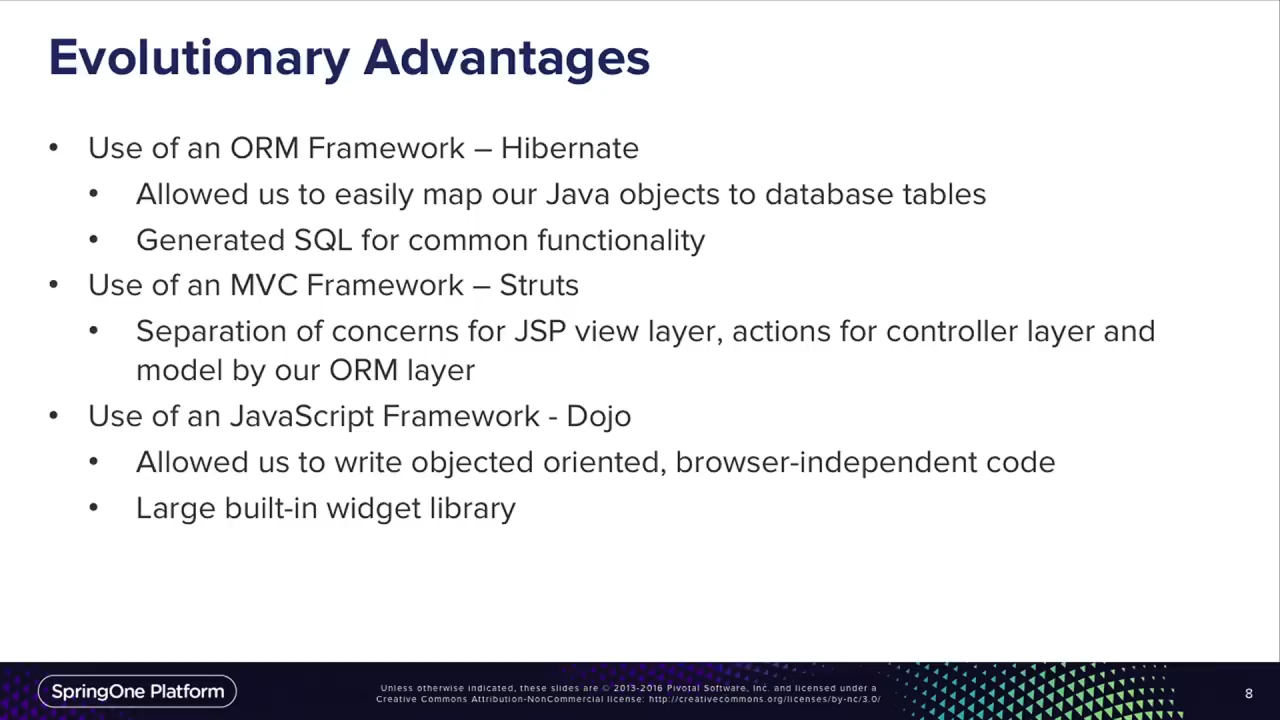 Evolutionary Advantages
• Use of an ORM Framework – Hibernate
• Allowed us to easily map our Java objects to database tables
• Generated SQL for common functionality
• Use of an MVC Framework – Struts
• Separation of concerns for JSP view layer, actions for controller layer and
model by our ORM layer
• Use of an JavaScript Framework - Dojo
• Allowed us to write objected oriented, browser-independent code
• Large built-in widget library
SpringOne Platform
Unless otherwise indicated, these slides are © 2013-2016 Pivotal Software, Inc. and licensed under a
Creative Commons Attribution-NonCommercial license: http://creativecommons.org/licenses/by-nc/3.0/
8